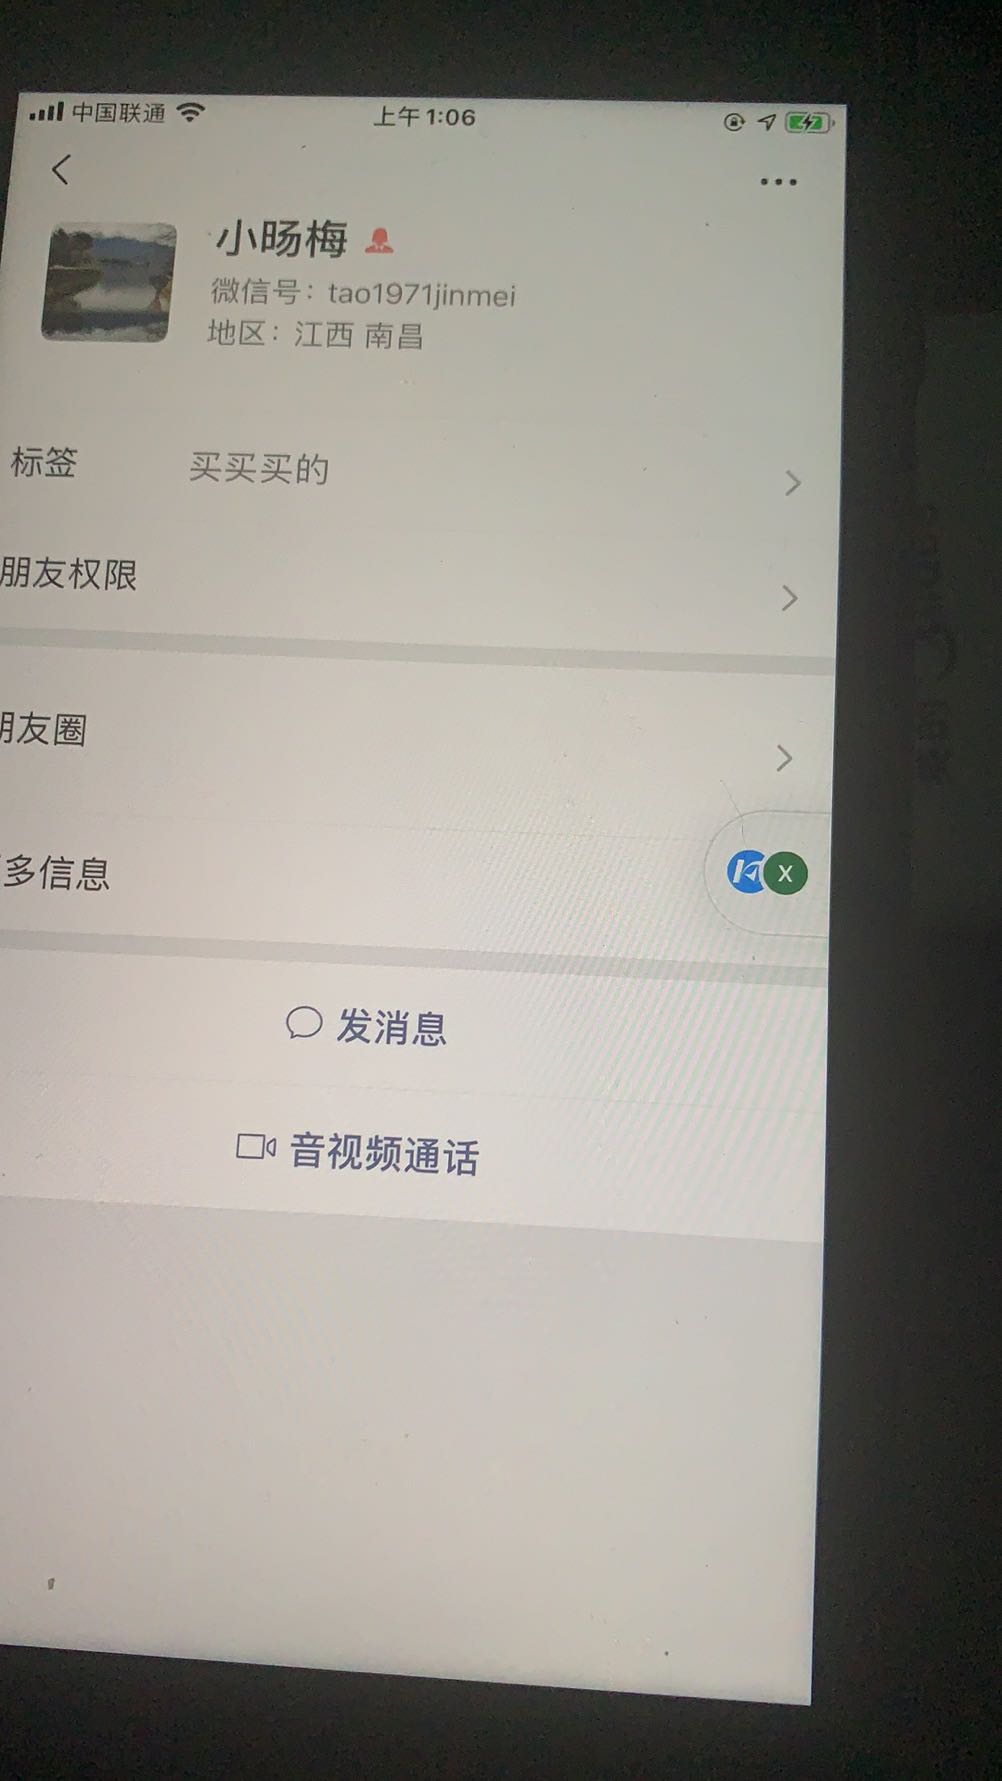 中国联通
上午1:06
小旸梅
微信号：tao1971jinmei
地区：江西 南昌
标签 买买买的
朋友权限
朋友圈
多信息
X
发消息
音视频通话